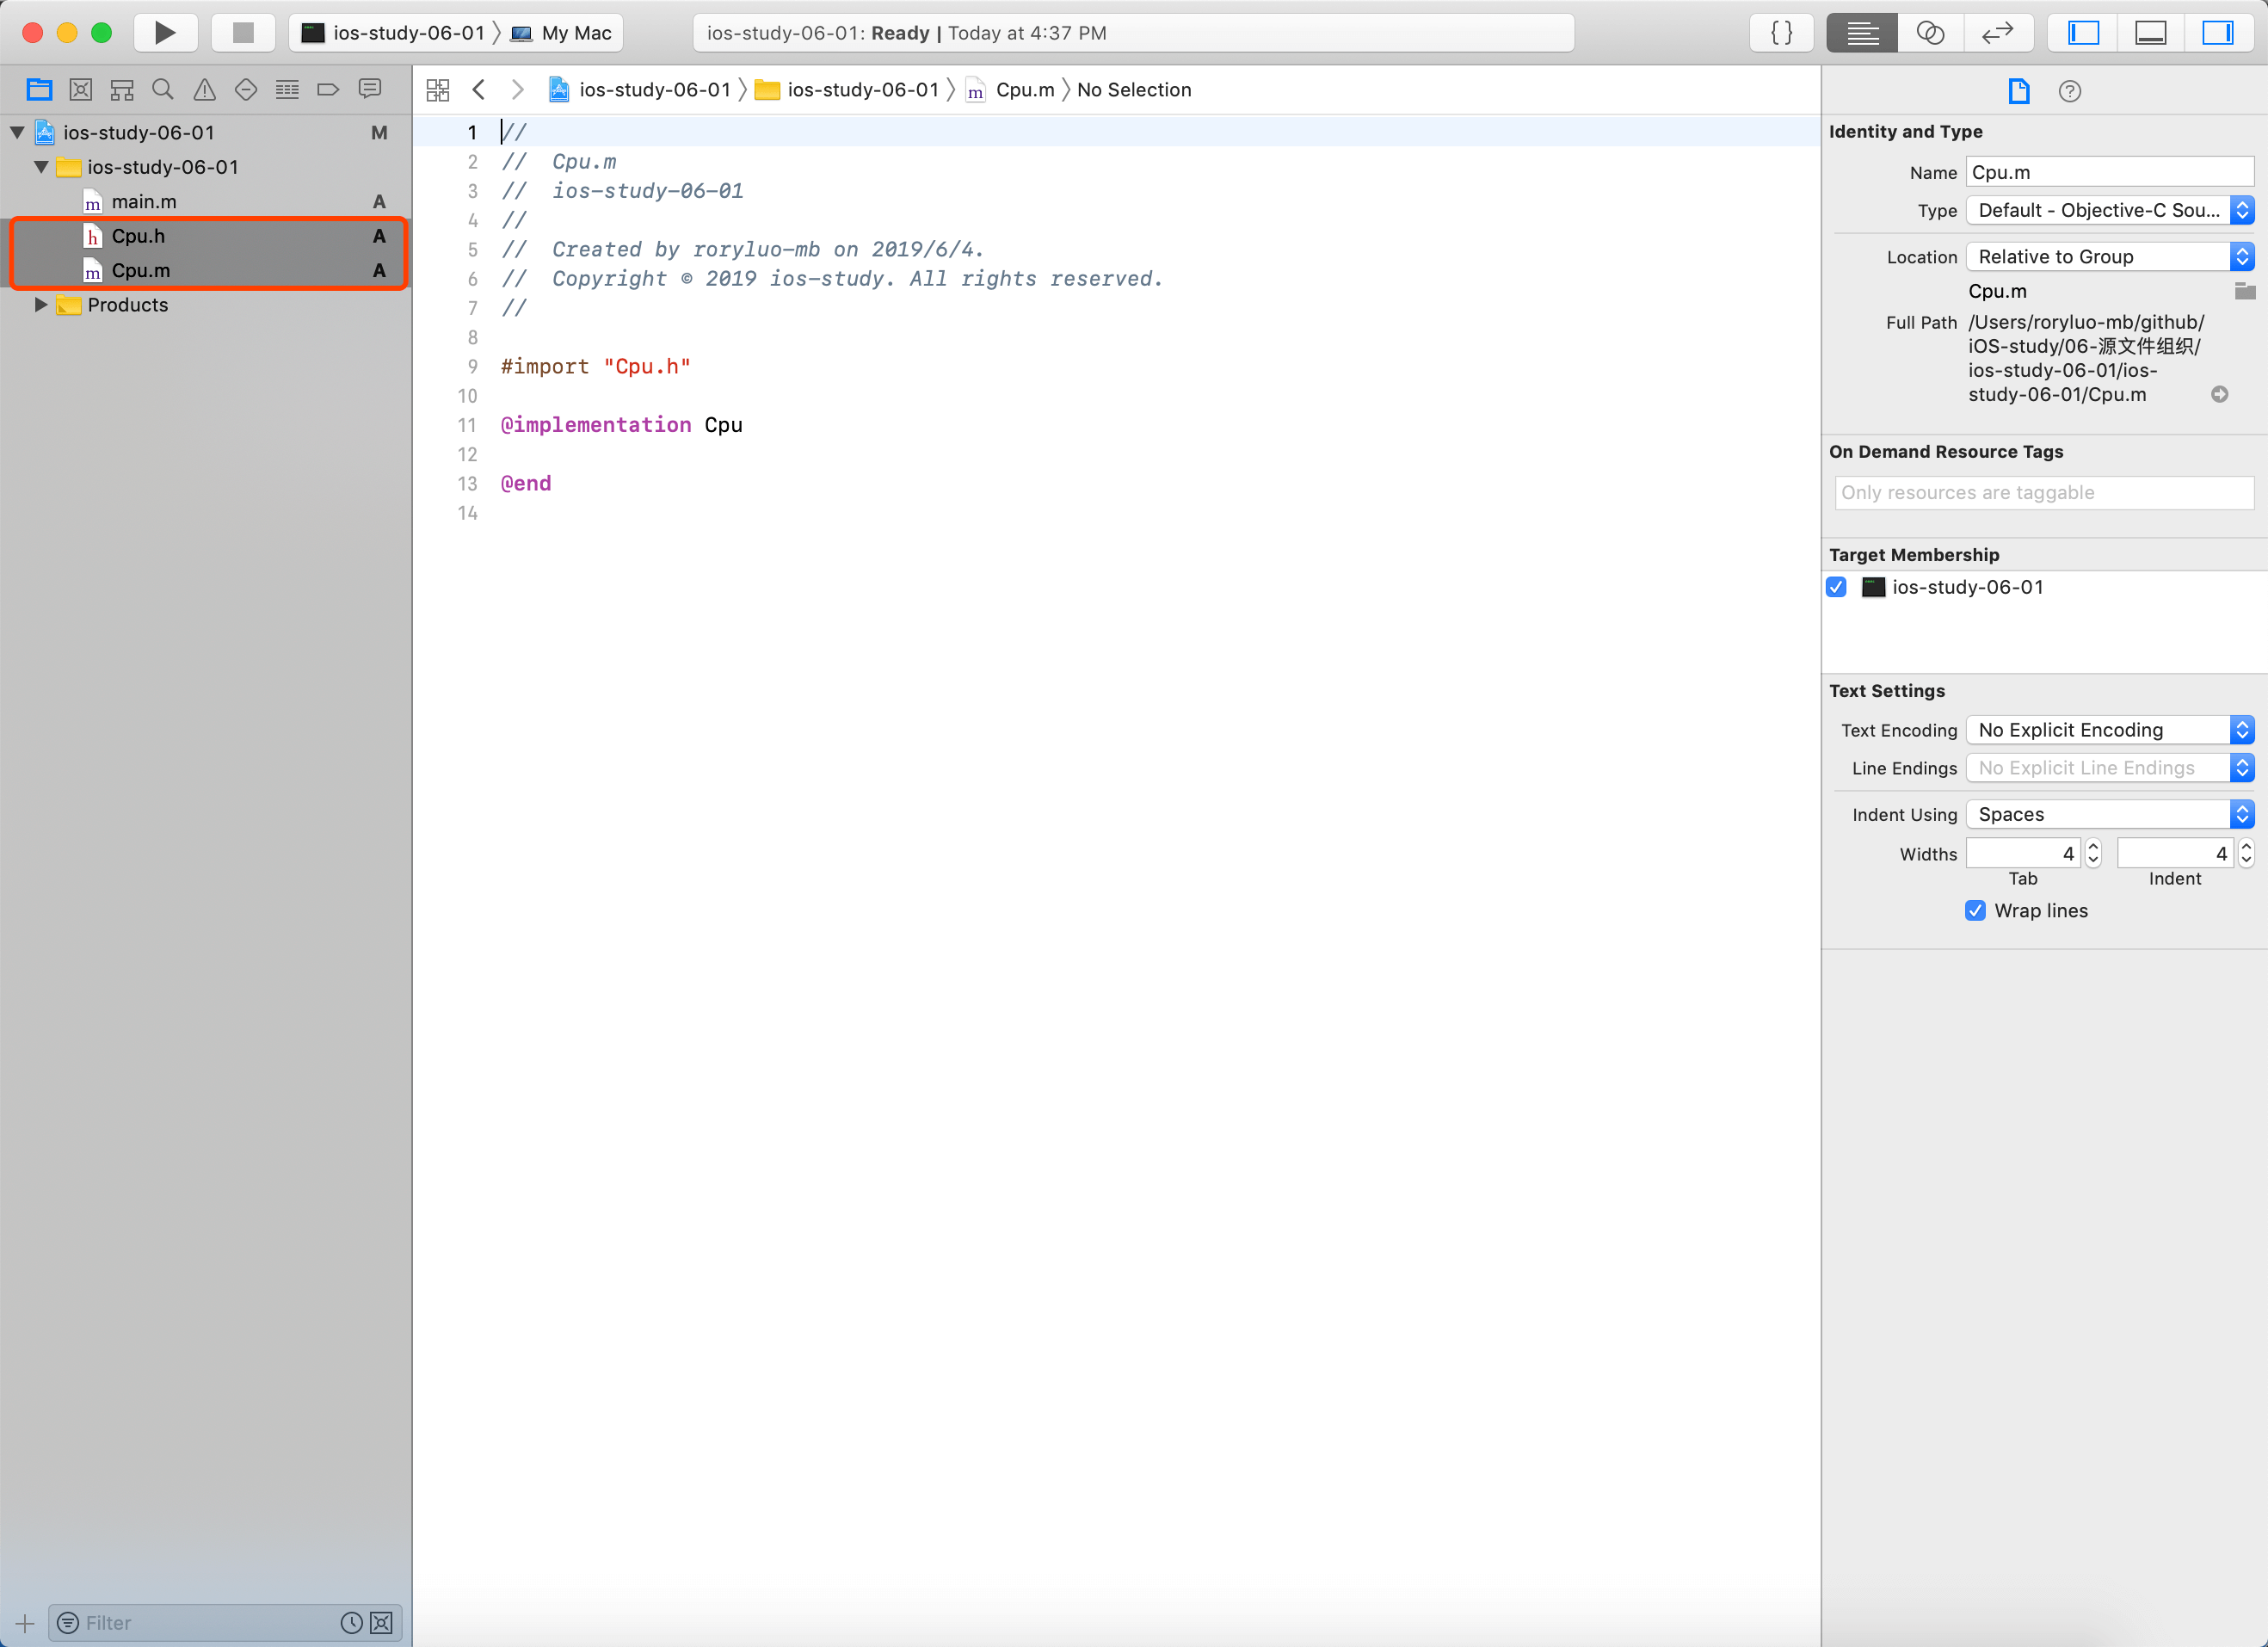 ios-study-06-01 〉 My Mac
ios-study-06-01: Ready | Today at 4:37 PM
{ }
ios-study-06-01 〉 ios-study-06-01 〉 m Cpu.m 〉 No Selection
ios-study-06-01 M
ios-study-06-01
m main.m A
h Cpu.h A
m Cpu.m A
Products
Filter
1 //
2 //  Cpu.m
3 //  ios-study-06-01
4 //
5 //  Created by roryluo-mb on 2019/6/4.
6 //  Copyright © 2019 ios-study. All rights reserved.
7 //
8
9 #import "Cpu.h"
10
11 @implementation Cpu
12
13 @end
14
Identity and Type
Name Cpu.m
Type Default - Objective-C Sou...
Location Relative to Group
Cpu.m
Full Path /Users/roryluo-mb/github/
iOS-study/06-源文件组织/
ios-study-06-01/ios-
study-06-01/Cpu.m
On Demand Resource Tags
Only resources are taggable
Target Membership
ios-study-06-01
Text Settings
Text Encoding No Explicit Encoding
Line Endings No Explicit Line Endings
Indent Using Spaces
Widths 4 4
Tab Indent
Wrap lines